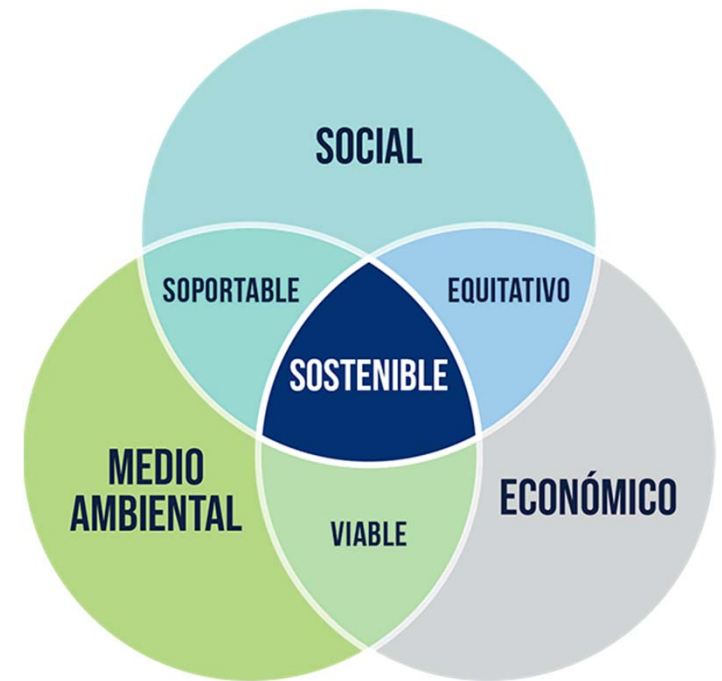 SOCIAL
SOPORTABLE
EQUITATIVO
SOSTENIBLE
MEDIO
AMBIENTAL
ECONÓMICO
VIABLE